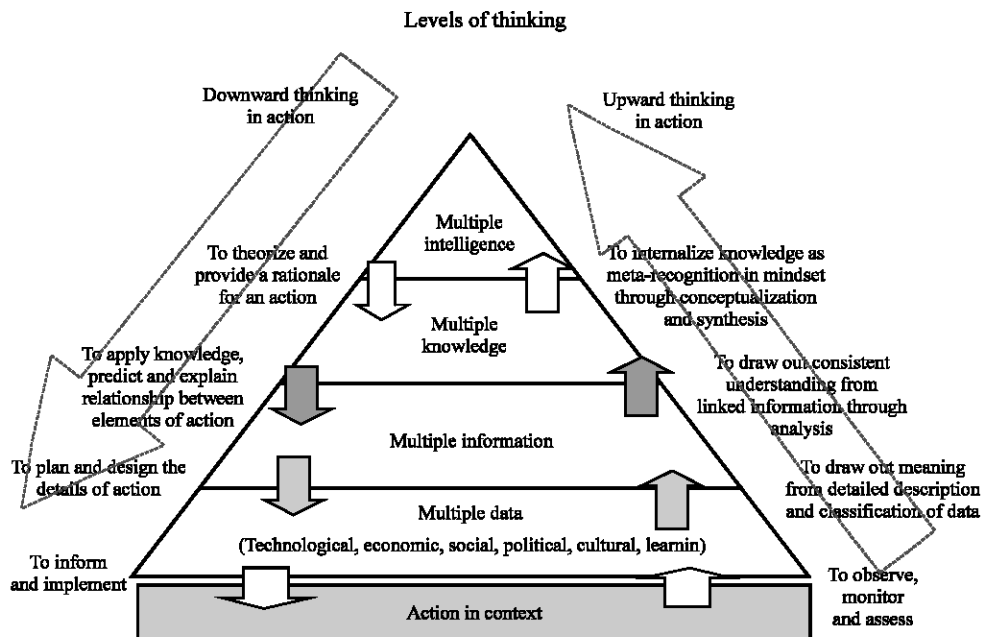 Levels of thinking
Downward thinking
in action
Upward thinking
in action
Multiple
intelligence
To theorize and
provide a rationale
for an action
To internalize knowledge as
meta-recognition in mindset
through conceptualization
and synthesis
Multiple
knowledge
To apply knowledge,
predict and explain
relationship between
elements of action
To draw out consistent
understanding from
linked information through
analysis
Multiple information
To plan and design the
details of action
To draw out meaning
from detailed description
and classification of data
Multiple data
(Technological, economic, social, political, cultural, learnin)
To inform
and implement
To observe,
monitor
and assess
Action in context